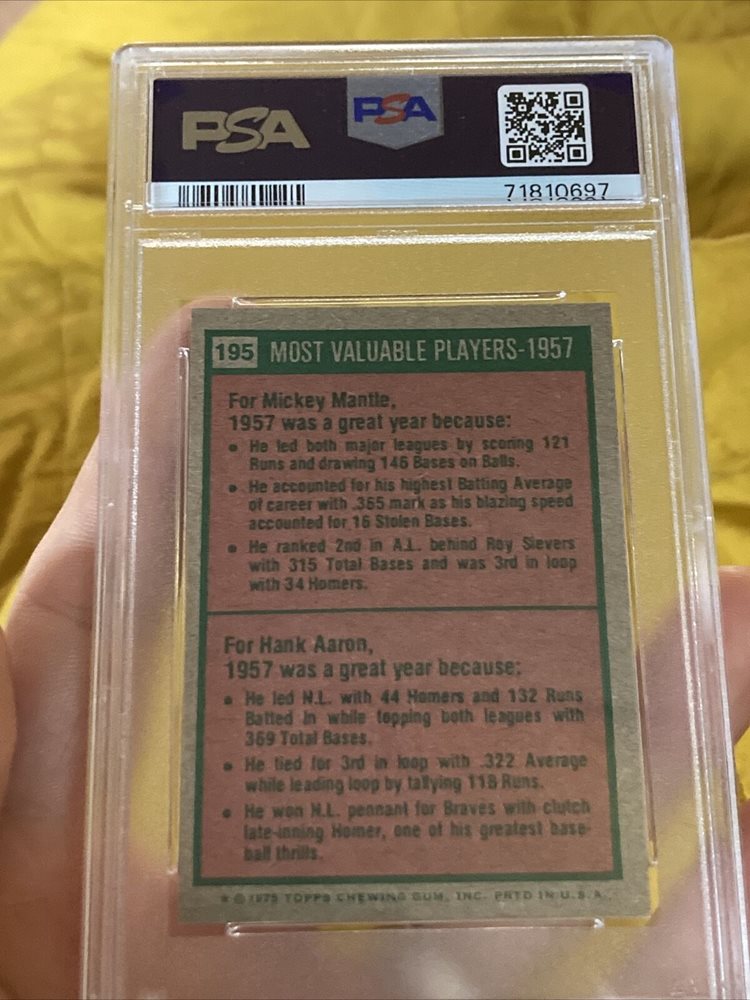 PSA
PSA
71810697
195 MOST VALUABLE PLAYERS-1957
For Mickey Mantle,
1957 was a great year because:
• He led both major leagues by scoring 121
Runs and drawing 146 Bases on Balls.
• He accounted for his highest Batting Average
of career with .365 mark as his blazing speed
accounted for 16 Stolen Bases.
• He ranked 2nd in A.L. behind Roy Sievers
with 315 Total Bases and was 3rd in loop
with 34 Homers.
For Hank Aaron,
1957 was a great year because:
• He led N.L. with 44 Homers and 132 Runs
Batted In while topping both leagues with
369 Total Bases.
• He tied for 3rd in loop with .322 Average
while leading loop by tallying 118 Runs.
• He won N.L. pennant for Braves with clutch
late-inning Homer, one of his greatest base-
ball thrills.
* © 1975 TOPPS CHEWING GUM, INC. PRTD IN U.S.A.